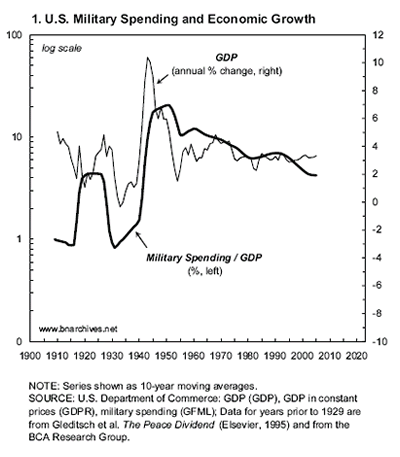 1. U.S. Military Spending and Economic Growth
100
12
log scale
GDP
(annual % change, right)
10
8
6
10
4
2
0
1
-2
Military Spending / GDP
(%, left)
-4
-6
-8
www.bnarchives.net
0
-10
1900 1910 1920 1930 1940 1950 1960 1970 1980 1990 2000 2010 2020
NOTE: Series shown as 10-year moving averages.
SOURCE: U.S. Department of Commerce: GDP (GDP), GDP in constant
prices (GDPR), military spending (GFML); Data for years prior to 1929 are
from Gleditsch et al. The Peace Dividend (Elsevier, 1995) and from the
BCA Research Group.